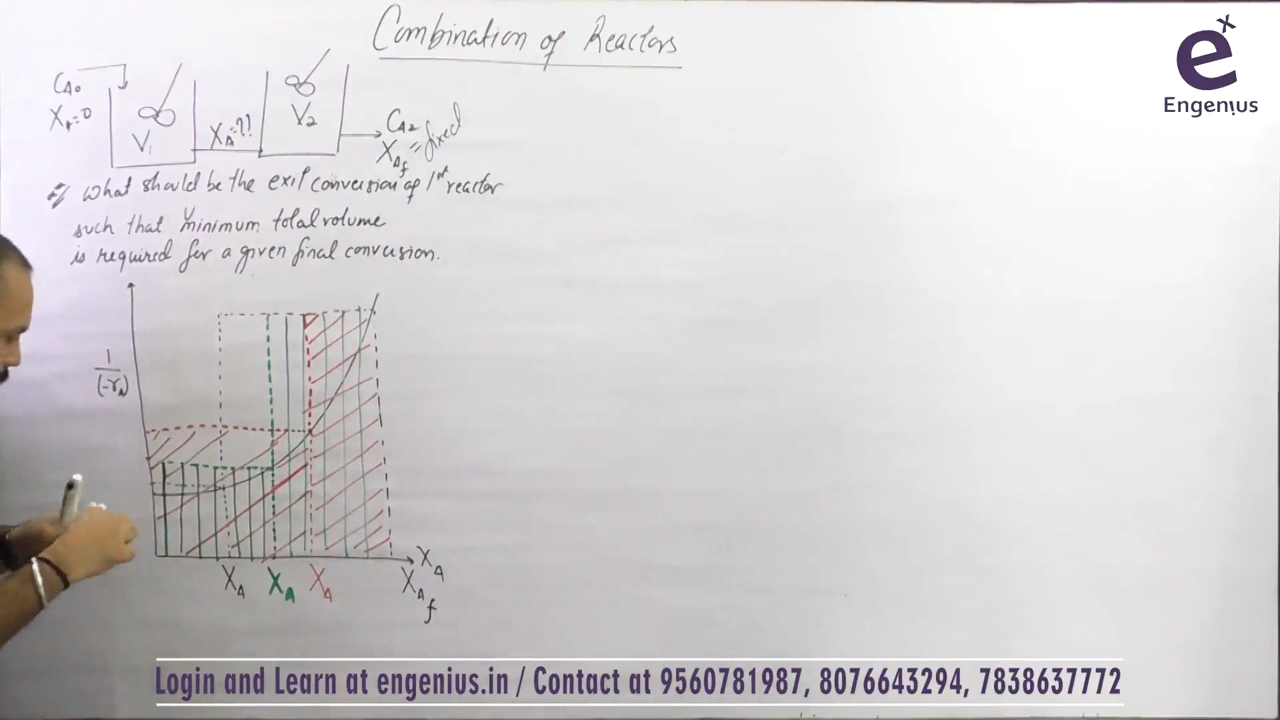 Combination of Reactors
ex
Engenius
CA0
XA=0
V1
XA=??
V2
CA2
XAf = fixed
what should be the exit conversion of 1st reactor
such that minimum total volume
is required for a given final conversion.
1
(-rA)
XA
XA
XA
XA
XAf
Login and Learn at engenius.in / Contact at 9560781987, 8076643294, 7838637772